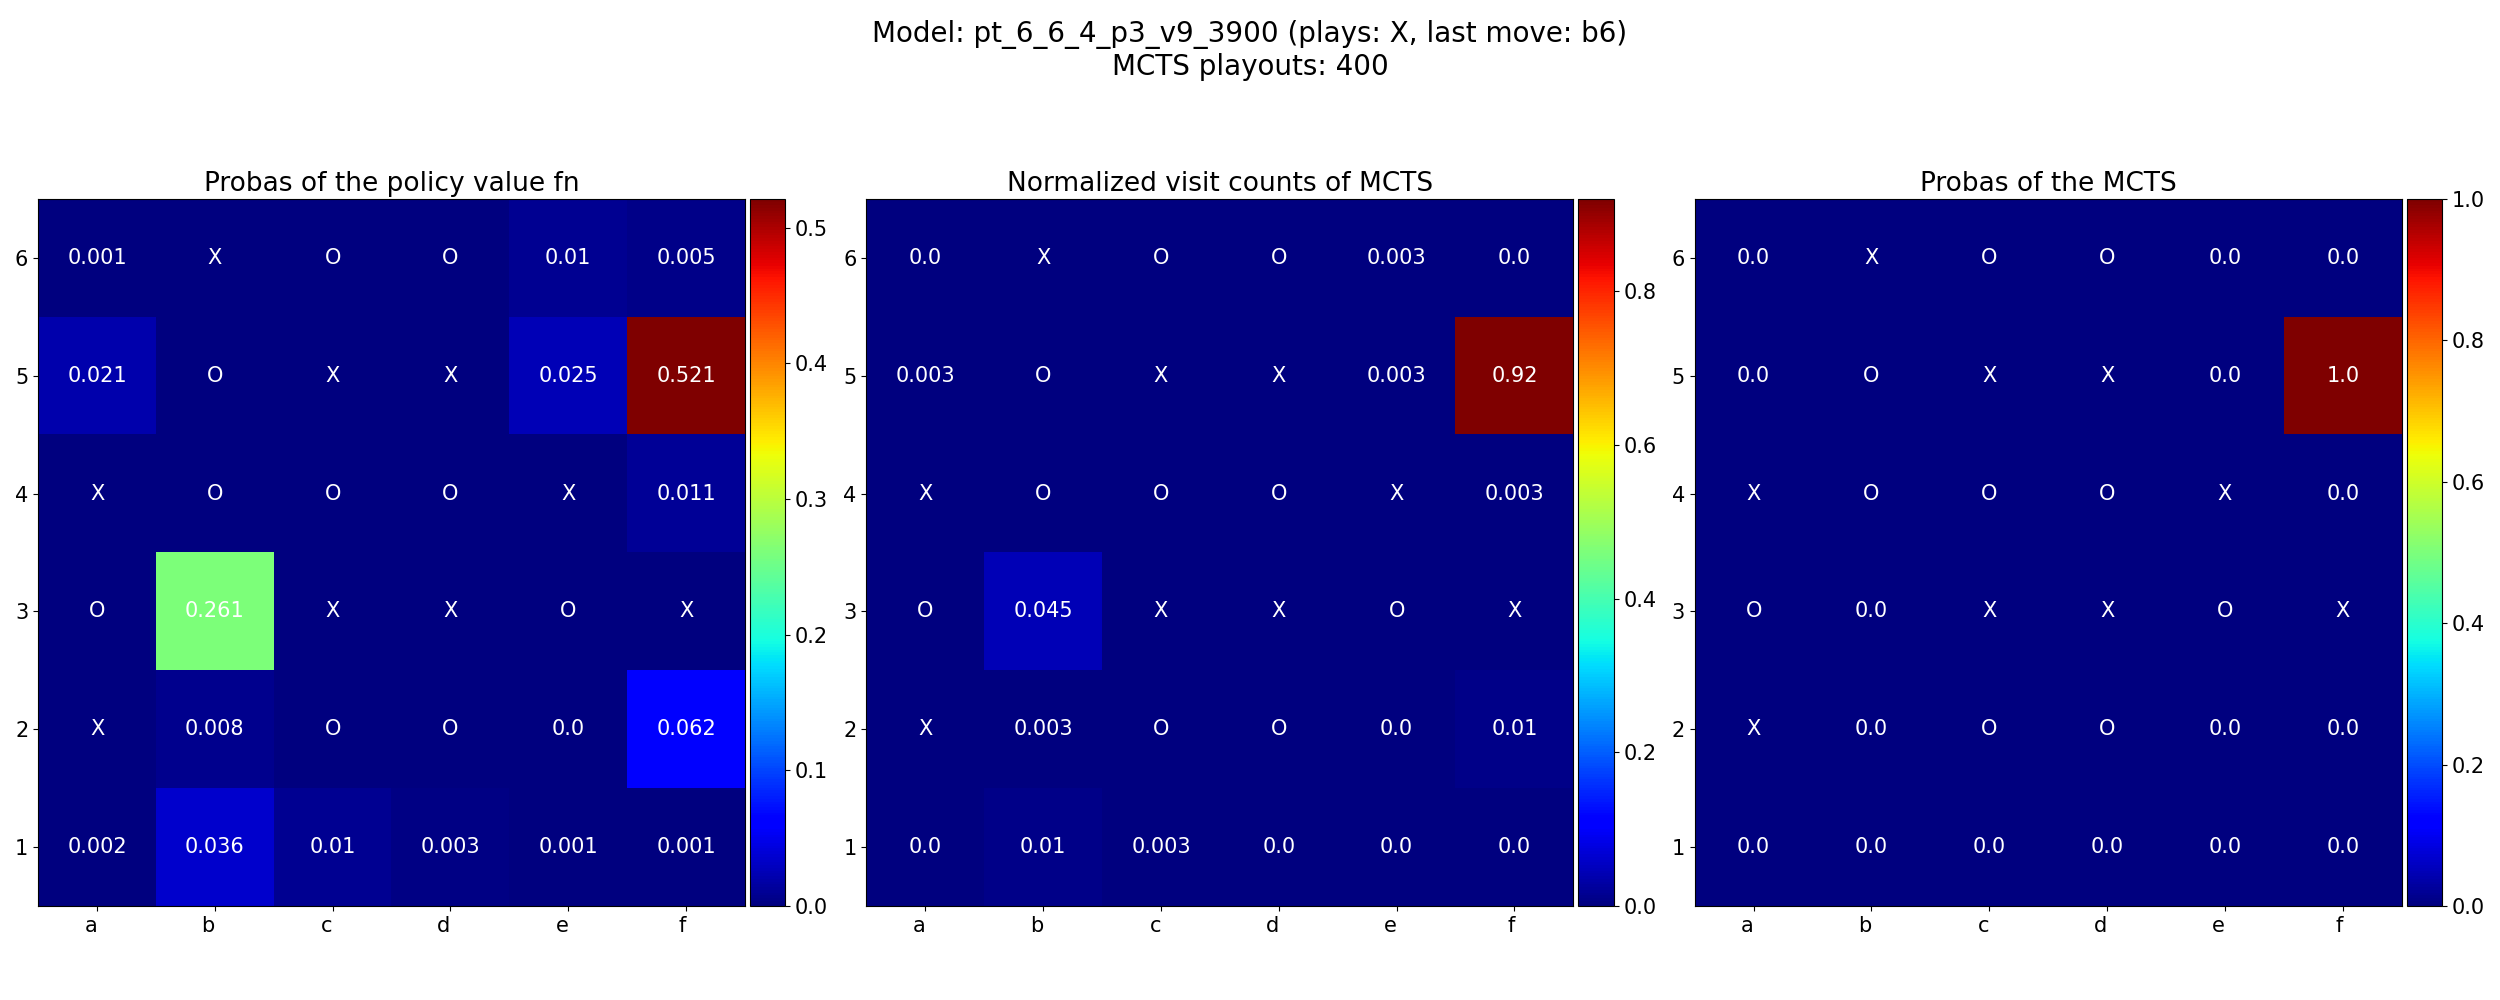 Model: pt_6_6_4_p3_v9_3900 (plays: X, last move: b6)
MCTS playouts: 400
Probas of the policy value fn
6 0.001 X O O 0.01 0.005
5 0.021 O X X 0.025 0.521
4 X O O O X 0.011
3 O 0.261 X X O X
2 X 0.008 O O 0.0 0.062
1 0.002 0.036 0.01 0.003 0.001 0.001
a b c d e f
0.5
0.4
0.3
0.2
0.1
0.0
Normalized visit counts of MCTS
6 0.0 X O O 0.003 0.0
5 0.003 O X X 0.003 0.92
4 X O O O X 0.003
3 O 0.045 X X O X
2 X 0.003 O O 0.0 0.01
1 0.0 0.01 0.003 0.0 0.0 0.0
a b c d e f
0.8
0.6
0.4
0.2
0.0
Probas of the MCTS
6 0.0 X O O 0.0 0.0
5 0.0 O X X 0.0 1.0
4 X O O O X 0.0
3 O 0.0 X X O X
2 X 0.0 O O 0.0 0.0
1 0.0 0.0 0.0 0.0 0.0 0.0
a b c d e f
1.0
0.8
0.6
0.4
0.2
0.0